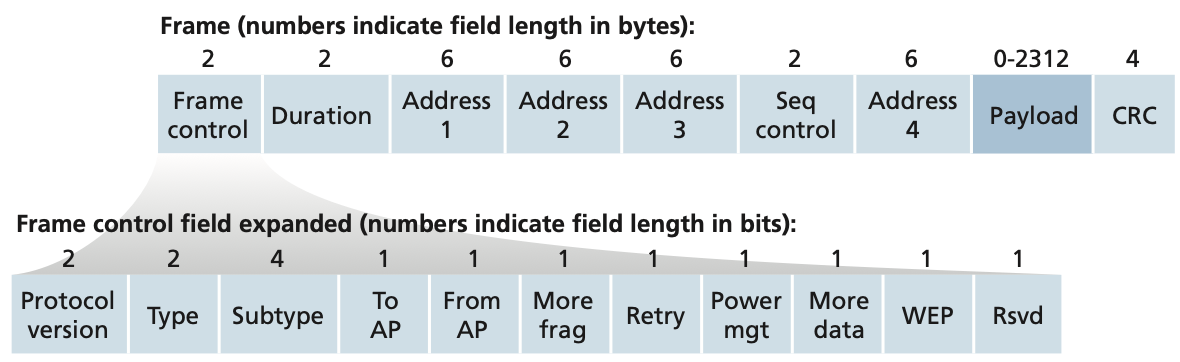 Frame (numbers indicate field length in bytes):
2 2 6 6 6 2 6 0-2312 4
Frame control
Duration
Address 1
Address 2
Address 3
Seq control
Address 4
Payload
CRC
Frame control field expanded (numbers indicate field length in bits):
2 2 4 1 1 1 1 1 1 1 1
Protocol version
Type
Subtype
To AP
From AP
More frag
Retry
Power mgt
More data
WEP
Rsvd